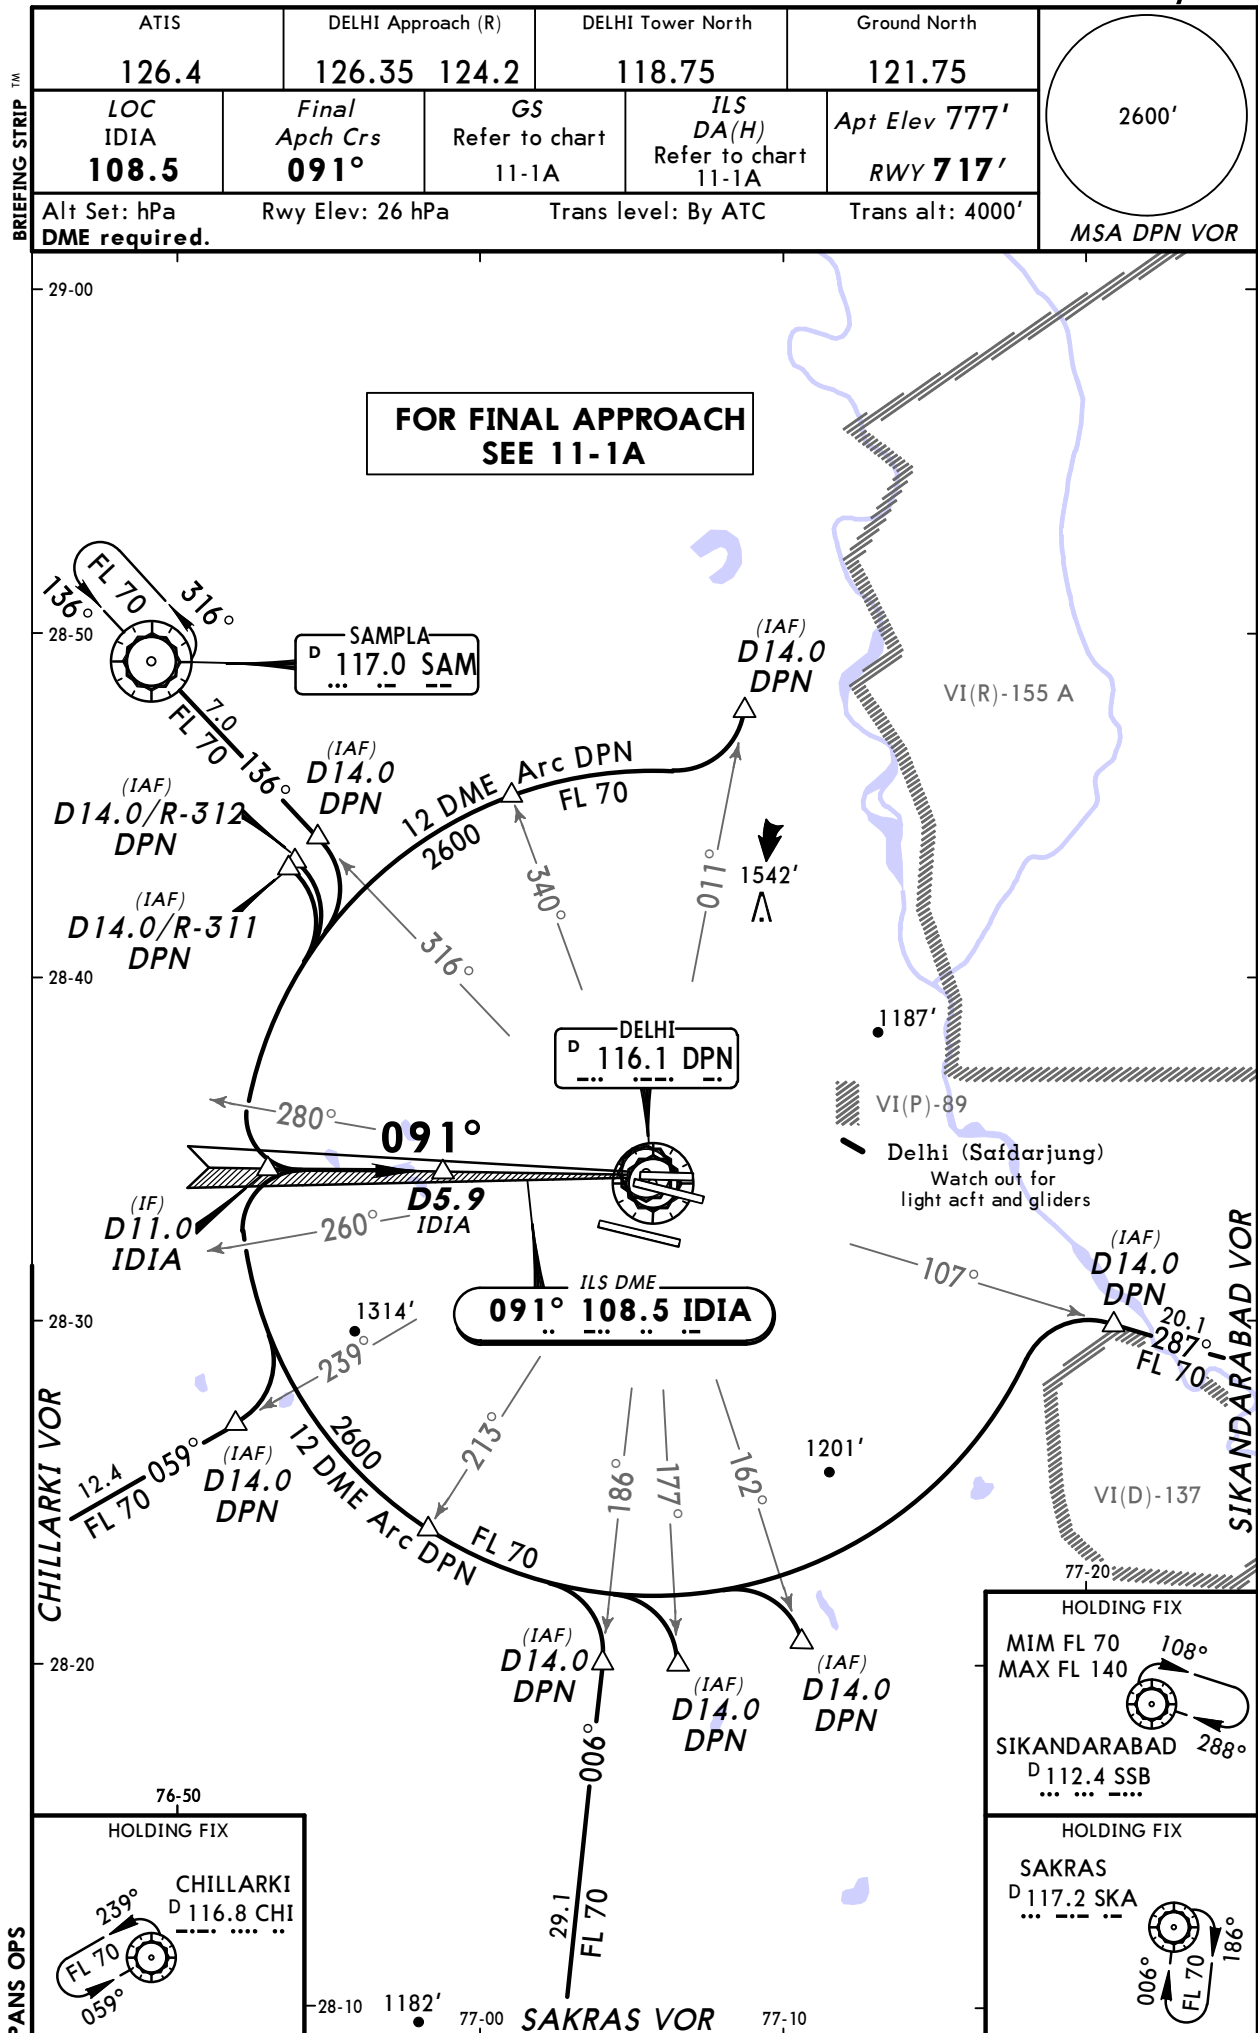 BRIEFING STRIP TM
ATIS
126.4
DELHI Approach (R)
126.35 124.2
DELHI Tower North
118.75
Ground North
121.75
LOC
IDIA
108.5
Final
Apch Crs
091°
GS
Refer to chart
11-1A
ILS
DA(H)
Refer to chart
11-1A
Apt Elev 777'
RWY 717'
2600'
MSA DPN VOR
Alt Set: hPa
Rwy Elev: 26 hPa
Trans level: By ATC
Trans alt: 4000'
DME required.
29-00
FOR FINAL APPROACH
SEE 11-1A
FL 70
136°
316°
28-50
SAMPLA
D 117.0 SAM
7.0
FL 70
136°
(IAF)
D14.0
DPN
(IAF)
D14.0
DPN
VI(R)-155 A
(IAF)
D14.0/R-312
DPN
12 DME Arc DPN
2600
FL 70
(IAF)
D14.0/R-311
DPN
340°
011°
1542'
316°
28-40
1187'
DELHI
D 116.1 DPN
VI(P)-89
280°
091°
Delhi (Safdarjung)
Watch out for
light acft and gliders
(IF)
D11.0
IDIA
D5.9
IDIA
260°
107°
(IAF)
D14.0
DPN
20.1
287°
FL 70
SIKANDARABAD VOR
ILS DME
091° 108.5 IDIA
28-30
1314'
239°
CHILLARKI VOR
12.4
059°
FL 70
(IAF)
D14.0
DPN
2600
12 DME Arc DPN
FL 70
213°
186°
177°
162°
1201'
VI(D)-137
77-20
28-20
(IAF)
D14.0
DPN
(IAF)
D14.0
DPN
(IAF)
D14.0
DPN
HOLDING FIX
MIM FL 70
MAX FL 140
108°
288°
SIKANDARABAD
D 112.4 SSB
006°
29.1
FL 70
76-50
HOLDING FIX
CHILLARKI
D 116.8 CHI
239°
FL 70
059°
HOLDING FIX
SAKRAS
D 117.2 SKA
006°
FL 70
186°
PANS OPS
28-10
1182'
77-00
SAKRAS VOR
77-10